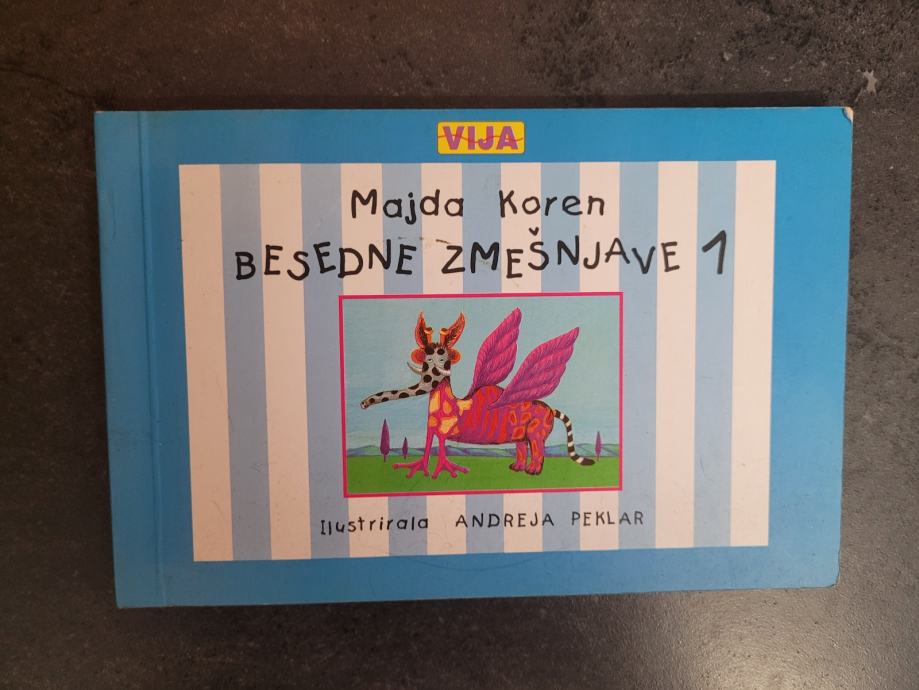 VIJA
Majda Koren
BESEDNE ZMEŠNJAVE 1
Ilustrirala ANDREJA PEKLAR